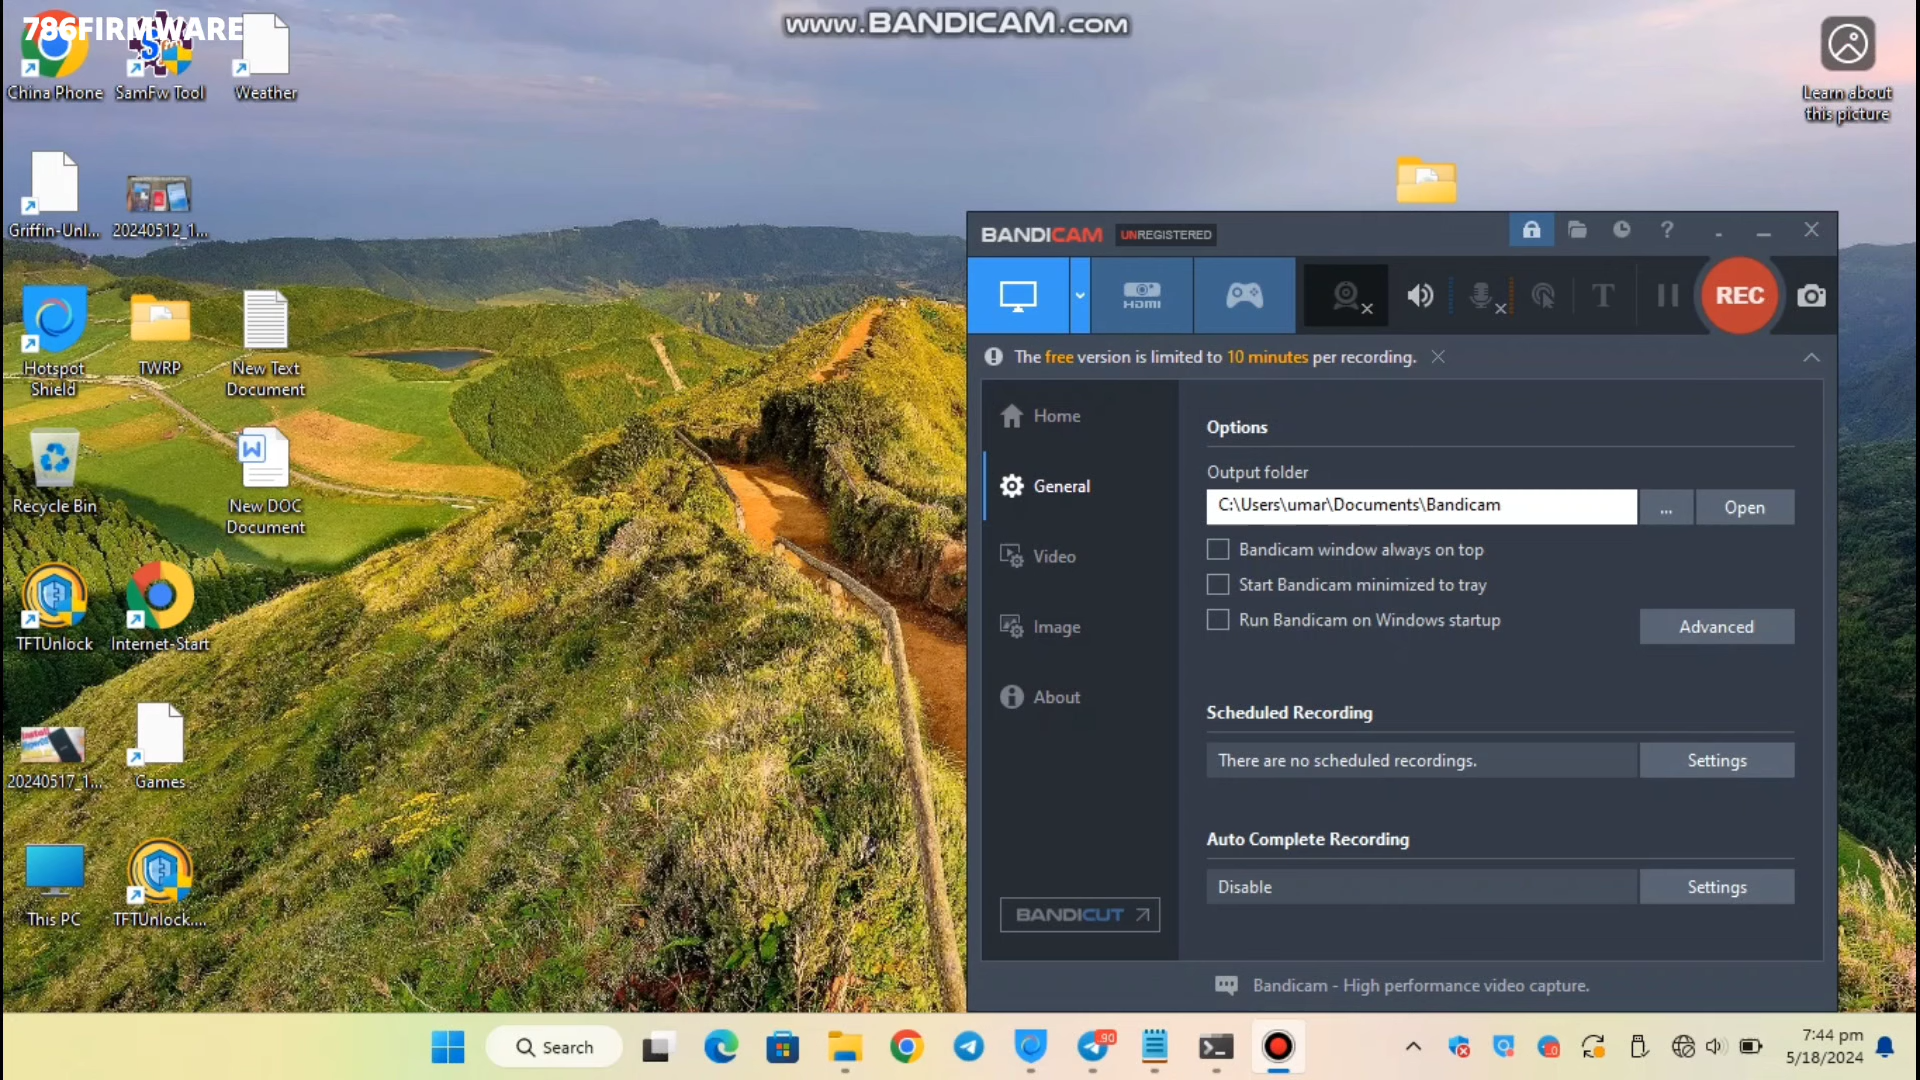 786FIRMWARE
www.BANDICAM.com
China Phone
SamFw Tool
Weather
Learn about
this picture
Griffin-Unl...
20240512_1...
Hotspot
Shield
TWRP
New Text
Document
Recycle Bin
W
New DOC
Document
TFTUnlock
Internet-Start
20240517_1...
Games
This PC
TFTUnlock....
BANDICAM
UNREGISTERED
HDMI
T
REC
The free version is limited to 10 minutes per recording.
Home
General
Video
Image
About
BANDICUT
Options
Output folder
C:\Users\umar\Documents\Bandicam
...
Open
Bandicam window always on top
Start Bandicam minimized to tray
Run Bandicam on Windows startup
Advanced
Scheduled Recording
There are no scheduled recordings.
Settings
Auto Complete Recording
Disable
Settings
Bandicam - High performance video capture.
Search
90
7:44 pm
5/18/2024